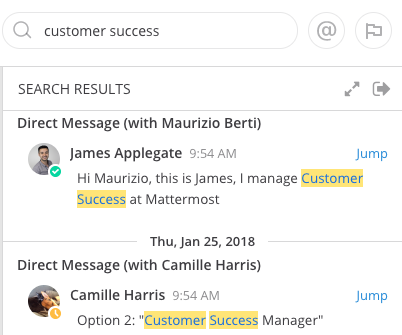 customer success
@
SEARCH RESULTS
Direct Message (with Maurizio Berti)
James Applegate 9:54 AM Jump
Hi Maurizio, this is James, I manage Customer
Success at Mattermost
Thu, Jan 25, 2018
Direct Message (with Camille Harris)
Camille Harris 9:54 AM Jump
Option 2: "Customer Success Manager"